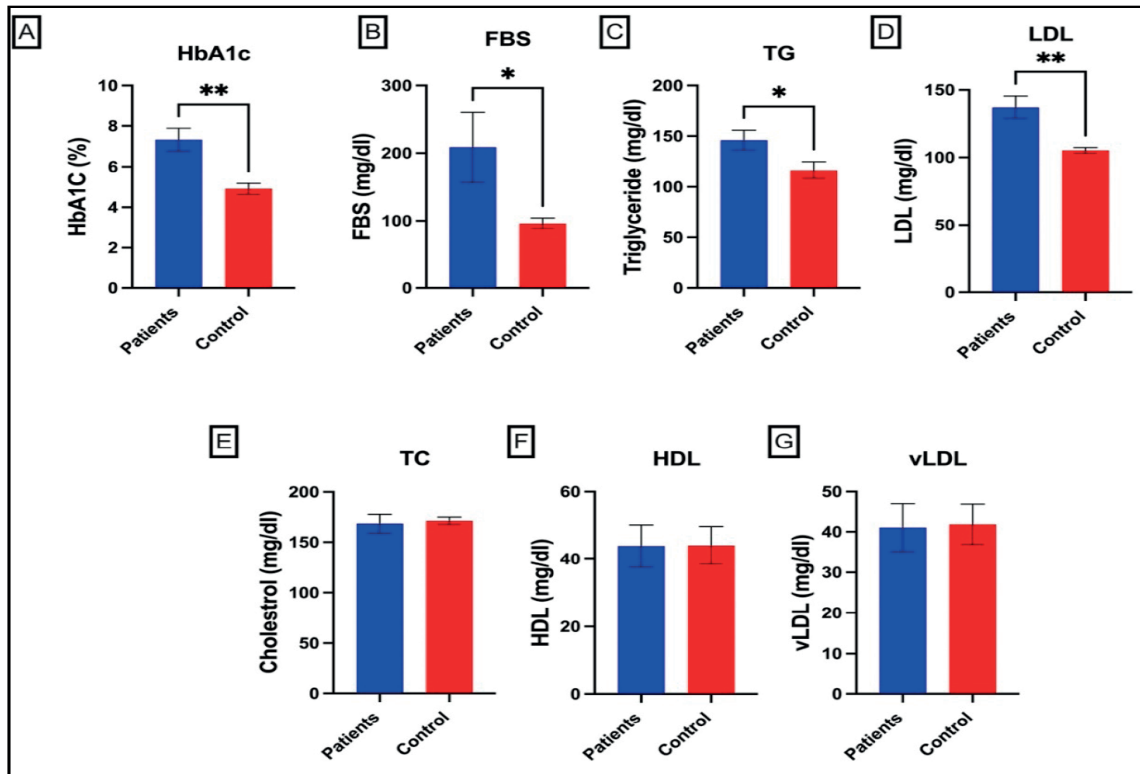 A
HbA1c
**
HbA1C (%)
10
8
6
4
2
0
Patients
Control
B
FBS
*
FBS (mg/dl)
300
200
100
0
Patients
Control
C
TG
*
Triglyceride (mg/dl)
200
150
100
50
0
Patients
Control
D
LDL
**
LDL (mg/dl)
150
100
50
0
Patients
Control
E
TC
Cholestrol (mg/dl)
200
150
100
50
0
Patients
Control
F
HDL
HDL (mg/dl)
60
40
20
0
Patients
Control
G
vLDL
vLDL (mg/dl)
50
40
30
20
10
0
Patients
Control